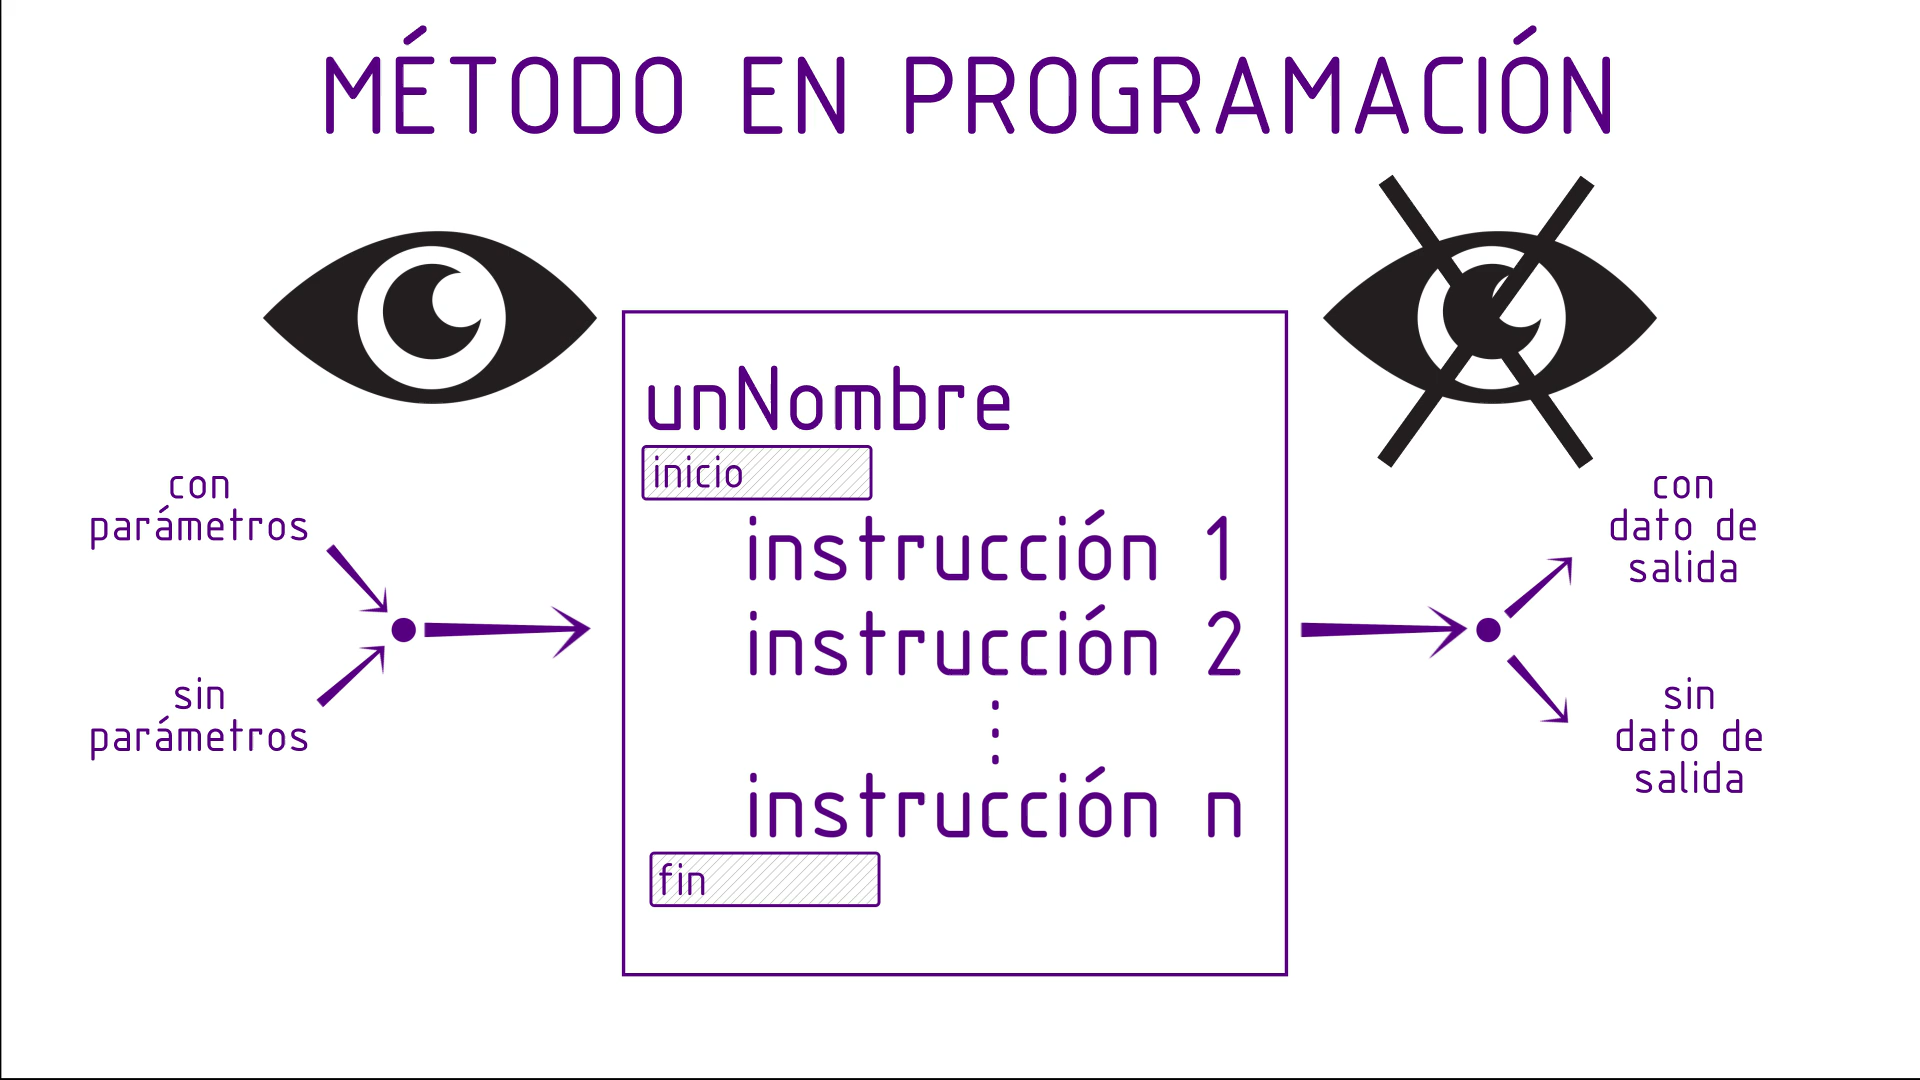 MÉTODO EN PROGRAMACIÓN
unNombre
inicio
instrucción 1
instrucción 2
instrucción n
fin
con
parámetros
sin
parámetros
con
dato de
salida
sin
dato de
salida